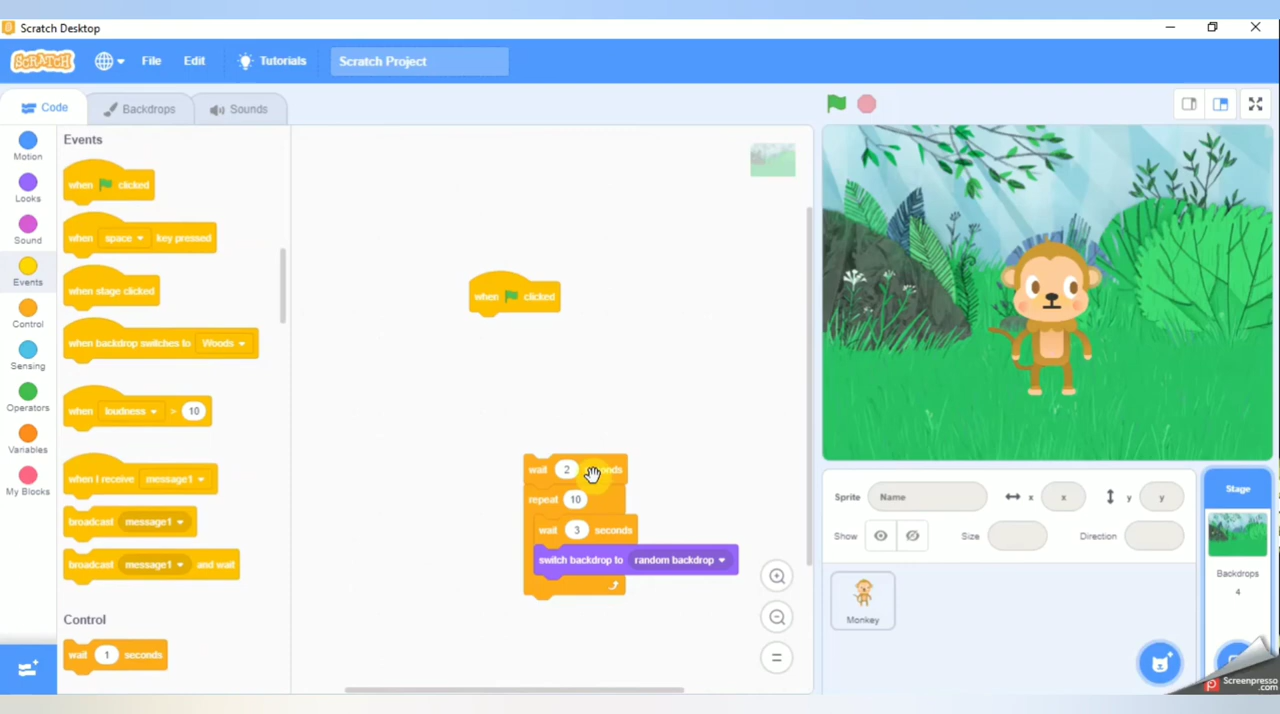 Scratch Desktop
SCRATCH
File
Edit
Tutorials
Scratch Project
Code
Backdrops
Sounds
Motion
Looks
Sound
Events
Control
Sensing
Operators
Variables
My Blocks
Events
when clicked
when space key pressed
when stage clicked
when backdrop switches to Woods
when loudness > 10
when I receive message1
broadcast message1
broadcast message1 and wait
Control
wait 1 seconds
when clicked
wait 2
repeat 10
wait 3 seconds
switch backdrop to random backdrop
Sprite Name x x y y
Show Size Direction
Monkey
Stage
Backdrops
4
Screenpresso
.com